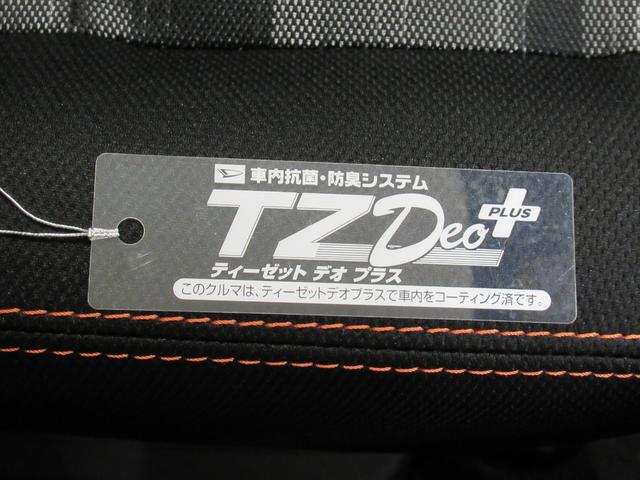 車内抗菌・防臭システム
TZDeo PLUS
ティーゼット デオ プラス
このクルマは、ティーゼットデオプラスで車内をコーティング済です。